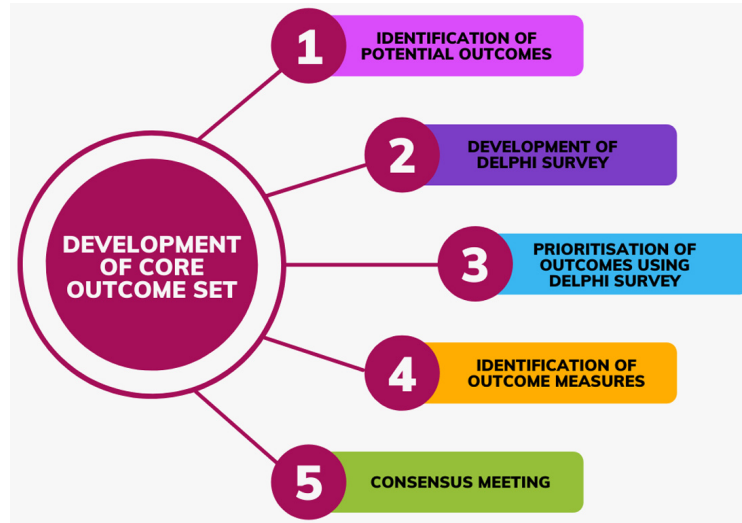 DEVELOPMENT
OF CORE
OUTCOME SET
1
IDENTIFICATION OF
POTENTIAL OUTCOMES
2
DEVELOPMENT OF
DELPHI SURVEY
3
PRIORITISATION OF
OUTCOMES USING
DELPHI SURVEY
4
IDENTIFICATION OF
OUTCOME MEASURES
5
CONSENSUS MEETING